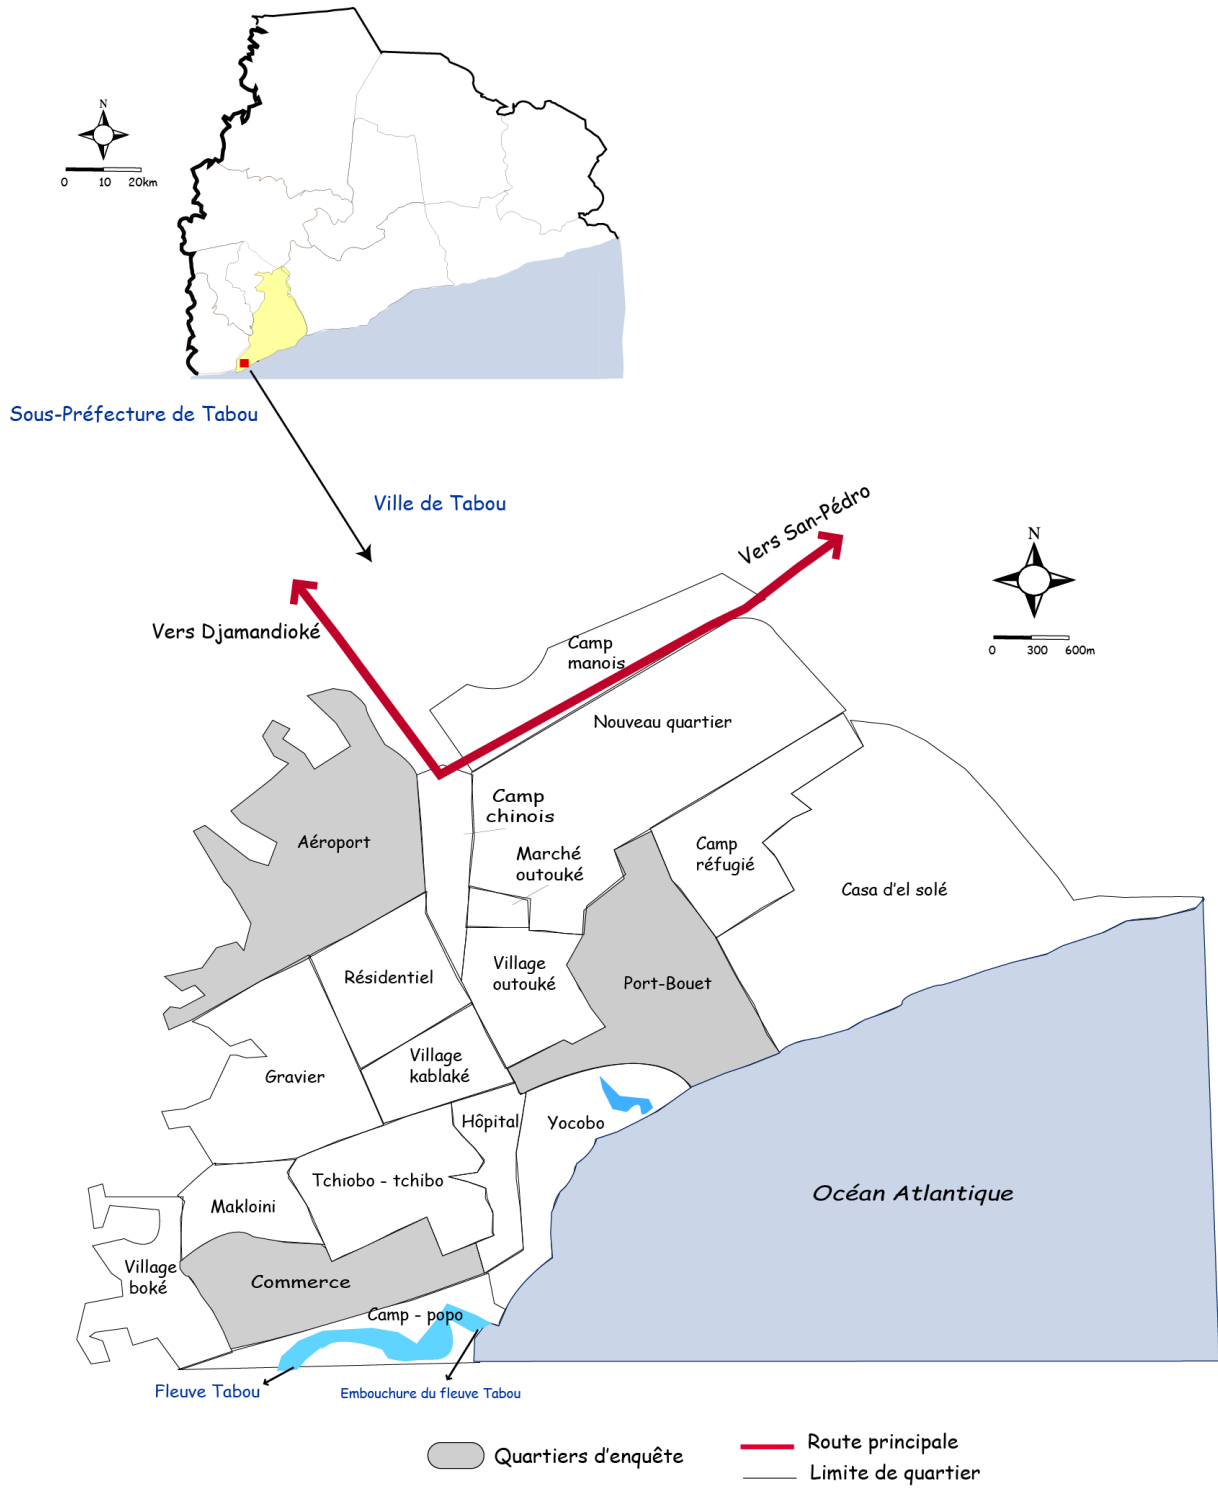 N
0 10 20km
Sous-Préfecture de Tabou
Ville de Tabou
Vers San-Pédro
N
0 300 600m
Vers Djamandioké
Camp
manois
Nouveau quartier
Camp
chinois
Aéroport
Marché
outouké
Camp
réfugié
Casa d'el solé
Résidentiel
Village
outouké
Port-Bouet
Village
kablaké
Gravier
Hôpital
Yocobo
Tchiobo - tchibo
Makloini
Océan Atlantique
Village
boké
Commerce
Camp - popo
Fleuve Tabou
Embouchure du fleuve Tabou
Quartiers d'enquête
Route principale
Limite de quartier